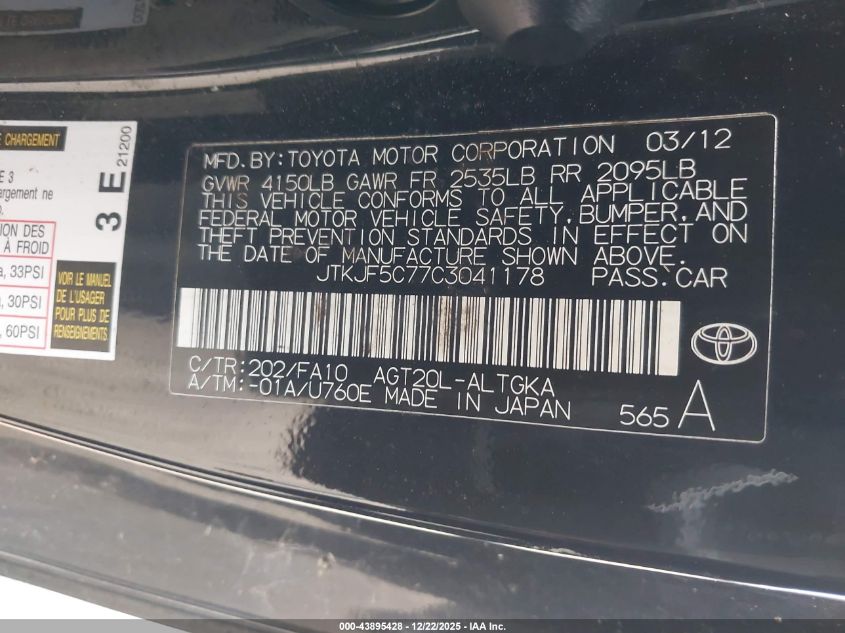 E CHARGEMENT
E 3
argement ne
ION DES
À FROID
a, 33PSI
, 30PSI
, 60PSI
VOIR LE MANUEL
DE L'USAGER
POUR PLUS DE
RENSEIGNEMENTS
3 E
21200
MFD. BY: TOYOTA MOTOR CORPORATION 03/12
GVWR 4150LB GAWR FR 2535LB RR 2095LB
THIS VEHICLE CONFORMS TO ALL APPLICABLE
FEDERAL MOTOR VEHICLE SAFETY, BUMPER, AND
THEFT PREVENTION STANDARDS IN EFFECT ON
THE DATE OF MANUFACTURE SHOWN ABOVE.
JTKJF5C77C3041178 PASS. CAR
C/TR: 202/FA10 AGT20L-ALTGKA
A/TM: -01A/U760E MADE IN JAPAN
565 A
000-43895428 - 12/22/2025 - IAA Inc.